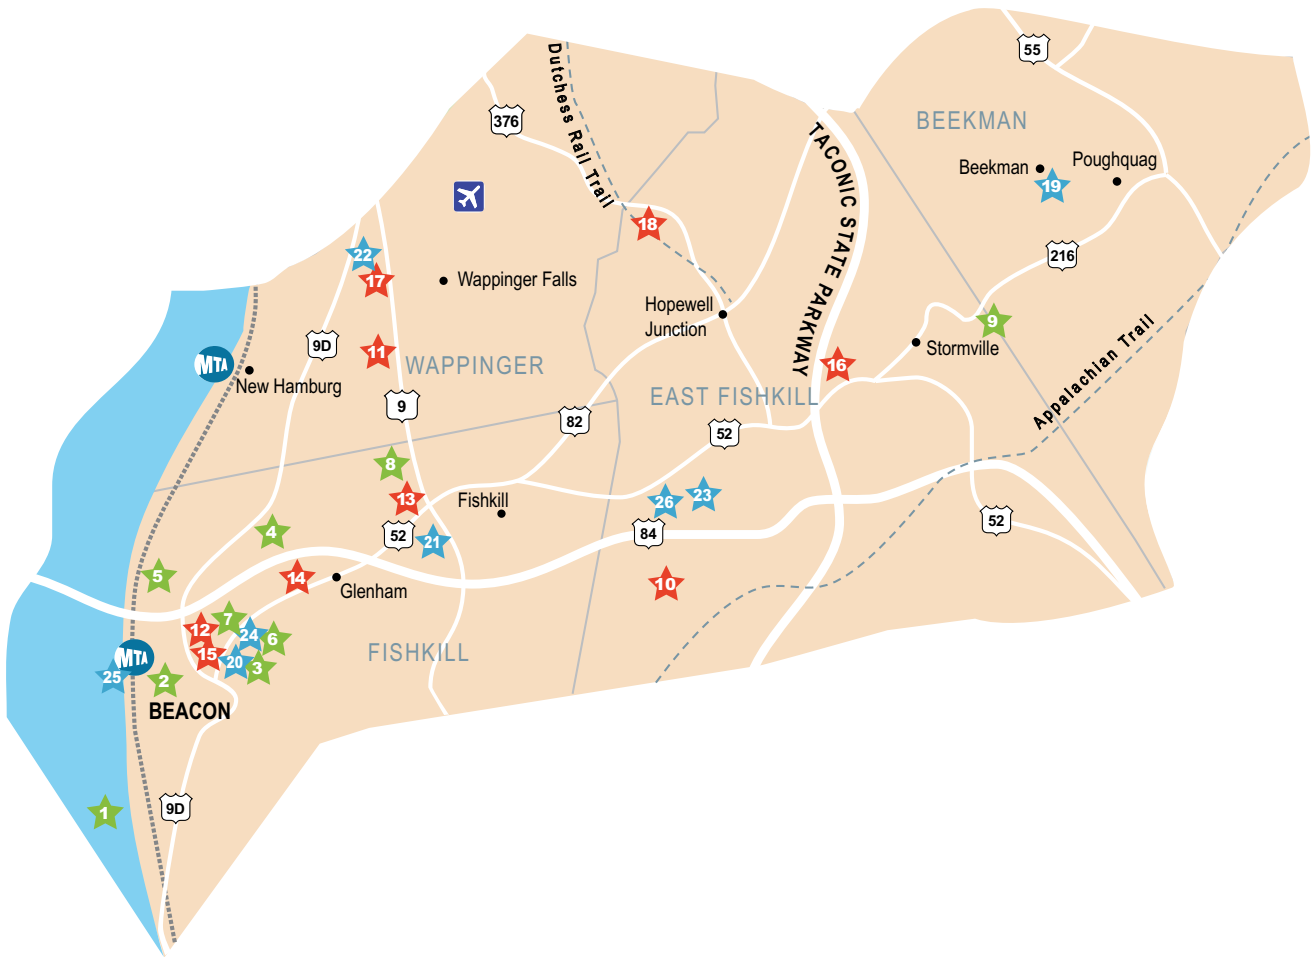 55
376
Dutchess Rail Trail
TACONIC STATE PARKWAY
BEEKMAN
Beekman
Poughquag
19
18
216
22
17
Wappinger Falls
Hopewell
Junction
9
Stormville
Appalachian Trail
9D
11
WAPPINGER
16
MTA
New Hamburg
EAST FISHKILL
9
82
52
8
13
Fishkill
26
23
52
21
84
52
4
5
14
Glenham
10
12
7
24
6
15
20
3
FISHKILL
MTA
25
2
BEACON
1
9D